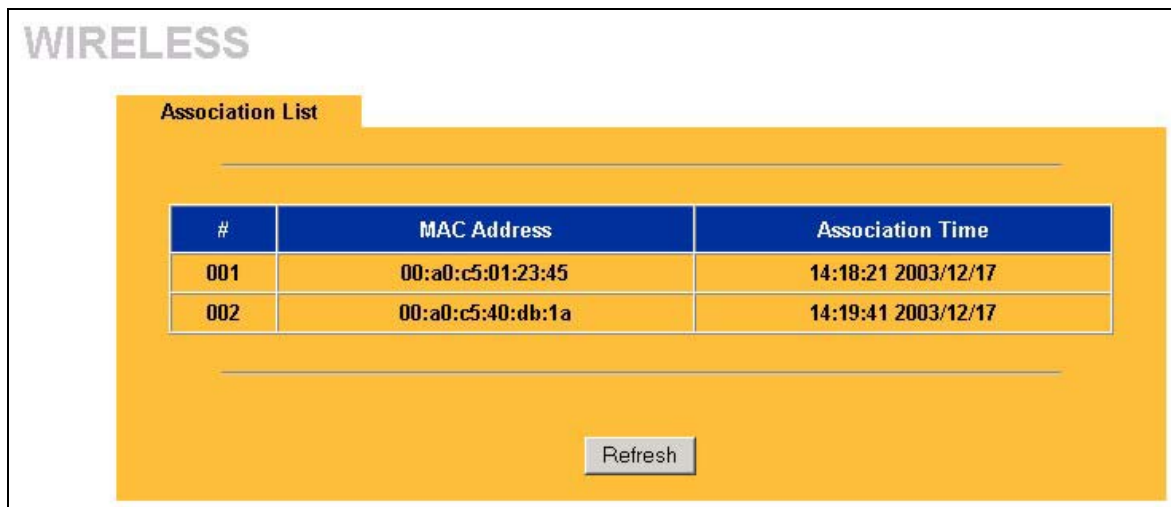 WIRELESS
Association List
# MAC Address Association Time
001 00:a0:c5:01:23:45 14:18:21 2003/12/17
002 00:a0:c5:40:db:1a 14:19:41 2003/12/17
Refresh